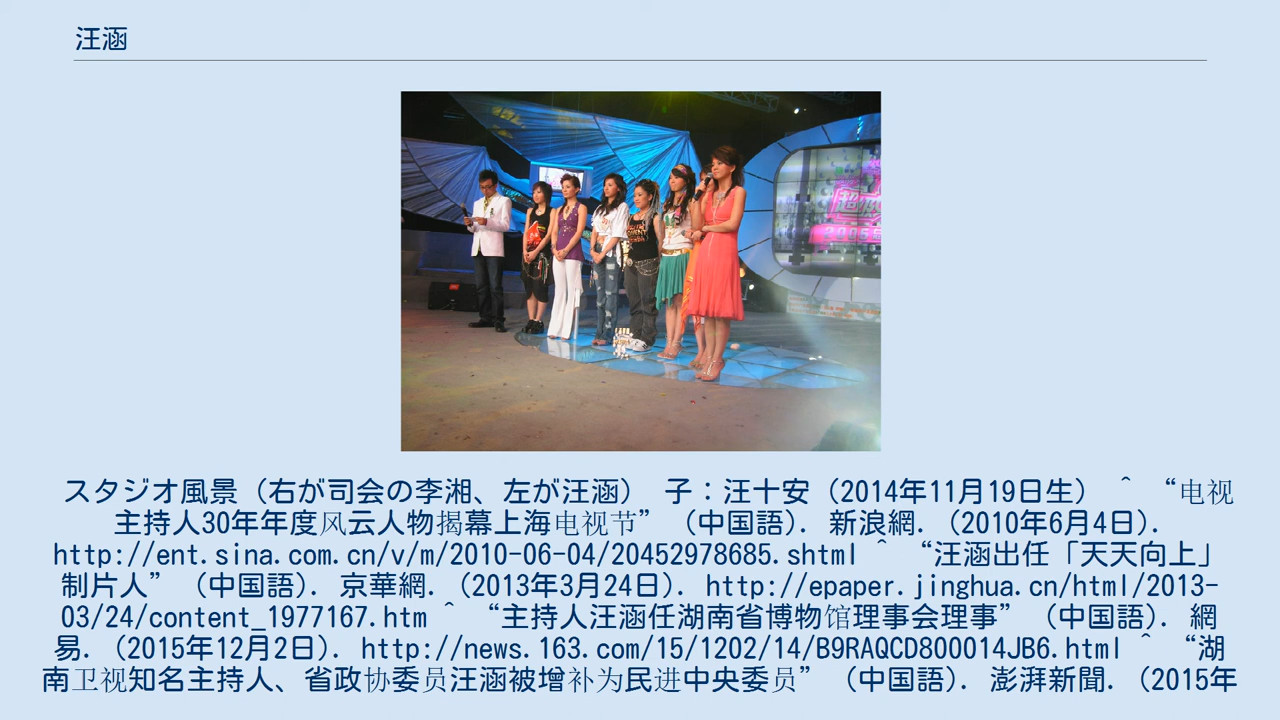 汪涵
2005
スタジオ風景（右が司会の李湘、左が汪涵） 子：汪十安（2014年11月19日生） ^ “电视
主持人30年年度风云人物揭幕上海电视节” （中国語）. 新浪網. （2010年6月4日）.
http://ent.sina.com.cn/v/m/2010-06-04/20452978685.shtml ^ “汪涵出任「天天向上」
制片人” （中国語）. 京華網. （2013年3月24日）. http://epaper.jinghua.cn/html/2013-
03/24/content_1977167.htm ^ “主持人汪涵任湖南省博物馆理事会理事” （中国語）. 網
易. （2015年12月2日）. http://news.163.com/15/1202/14/B9RAQCD800014JB6.html ^ “湖
南卫视知名主持人、省政协委员汪涵被增补为民进中央委员” （中国語）. 澎湃新聞. （2015年